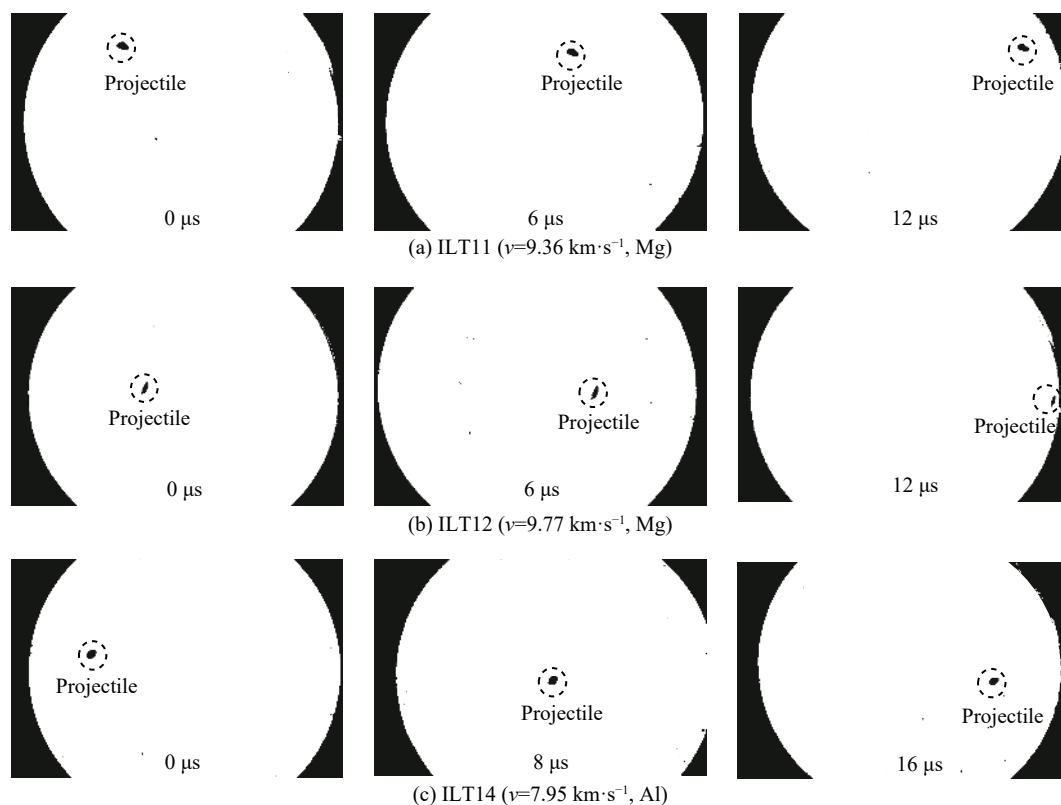 Projectile
Projectile
Projectile
0 μs
6 μs
12 μs
(a) ILT11 (v=9.36 km·s⁻¹, Mg)
Projectile
Projectile
Projectile
0 μs
6 μs
12 μs
(b) ILT12 (v=9.77 km·s⁻¹, Mg)
Projectile
Projectile
Projectile
0 μs
8 μs
16 μs
(c) ILT14 (v=7.95 km·s⁻¹, Al)